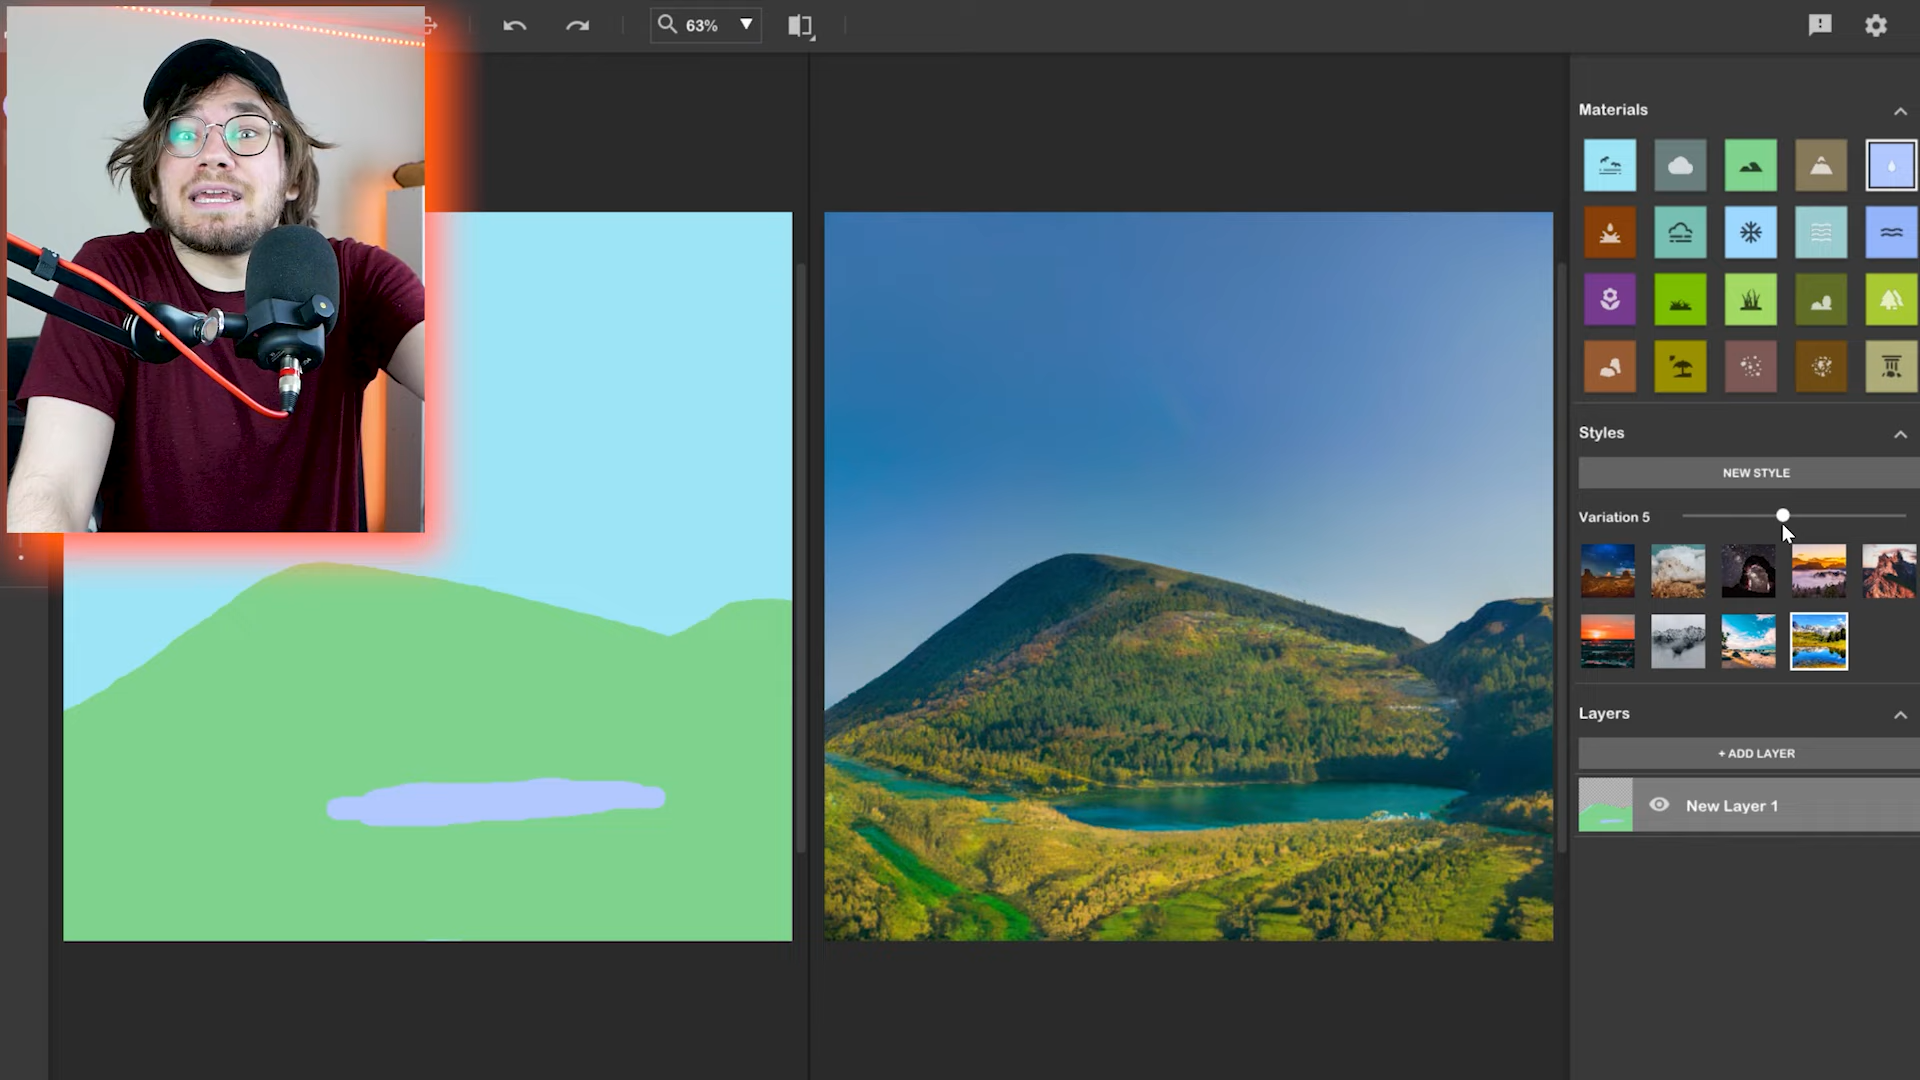 63%
Materials
Styles
NEW STYLE
Variation 5
Layers
+ ADD LAYER
New Layer 1